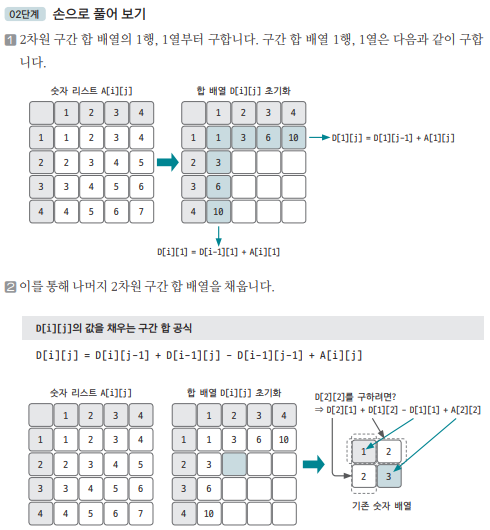 02단계 손으로 풀어 보기
1 2차원 구간 합 배열의 1행, 1열부터 구합니다. 구간 합 배열 1행, 1열은 다음과 같이 구합
니다.
숫자 리스트 A[i][j] 합 배열 D[i][j] 초기화
1 2 3 4 1 2 3 4
1 1 2 3 4 1 1 3 6 10 D[1][j] = D[1][j-1] + A[1][j]
2 2 3 4 5 2 3
3 3 4 5 6 3 6
4 4 5 6 7 4 10
D[i][1] = D[i-1][1] + A[i][1]
2 이를 통해 나머지 2차원 구간 합 배열을 채웁니다.
D[i][j]의 값을 채우는 구간 합 공식
D[i][j] = D[i][j-1] + D[i-1][j] - D[i-1][j-1] + A[i][j]
숫자 리스트 A[i][j] 합 배열 D[i][j] 초기화 D[2][2]를 구하려면?
⇒ D[2][1] + D[1][2] - D[1][1] + A[2][2]
1 2 3 4 1 2 3 4
1 1 2 3 4 1 1 3 6 10 1 2
2 2 3 4 5 2 3 2 3
3 3 4 5 6 3 6 기존 숫자 배열
4 4 5 6 7 4 10